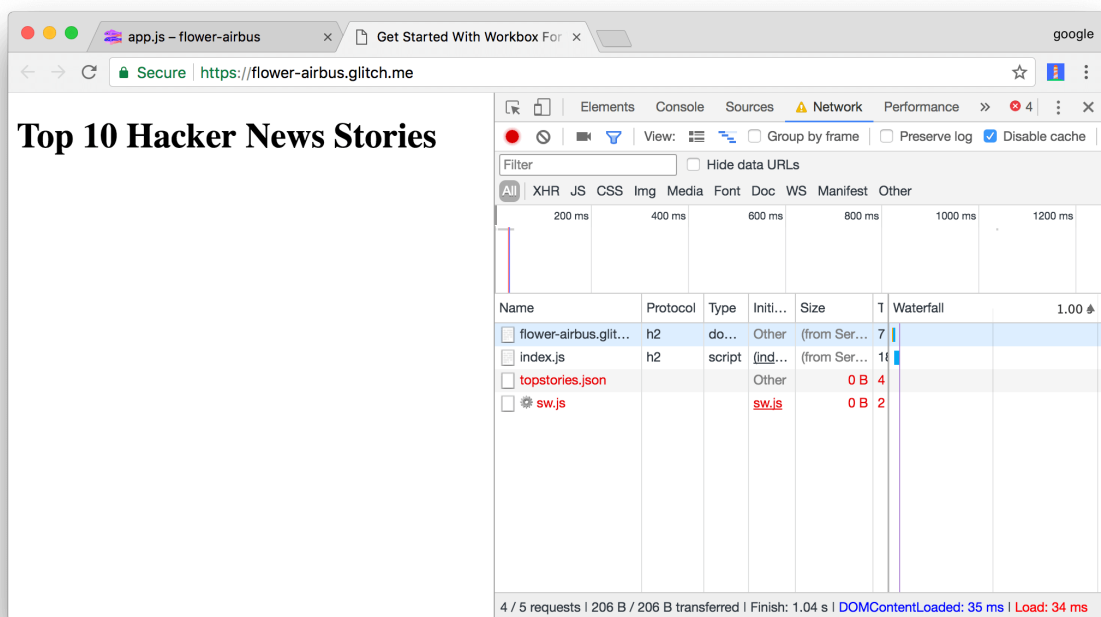 app.js – flower-airbus
Get Started With Workbox For
google
Secure
https://flower-airbus.glitch.me
Top 10 Hacker News Stories
Elements Console Sources Network Performance » 4
View: Group by frame Preserve log Disable cache
Filter Hide data URLs
All XHR JS CSS Img Media Font Doc WS Manifest Other
200 ms 400 ms 600 ms 800 ms 1000 ms 1200 ms
Name Protocol Type Initi... Size T Waterfall 1.00
flower-airbus.glit... h2 do... Other (from Ser... 7
index.js h2 script (ind... (from Ser... 18
topstories.json Other 0 B 4
sw.js sw.js 0 B 2
4 / 5 requests | 206 B / 206 B transferred | Finish: 1.04 s | DOMContentLoaded: 35 ms | Load: 34 ms